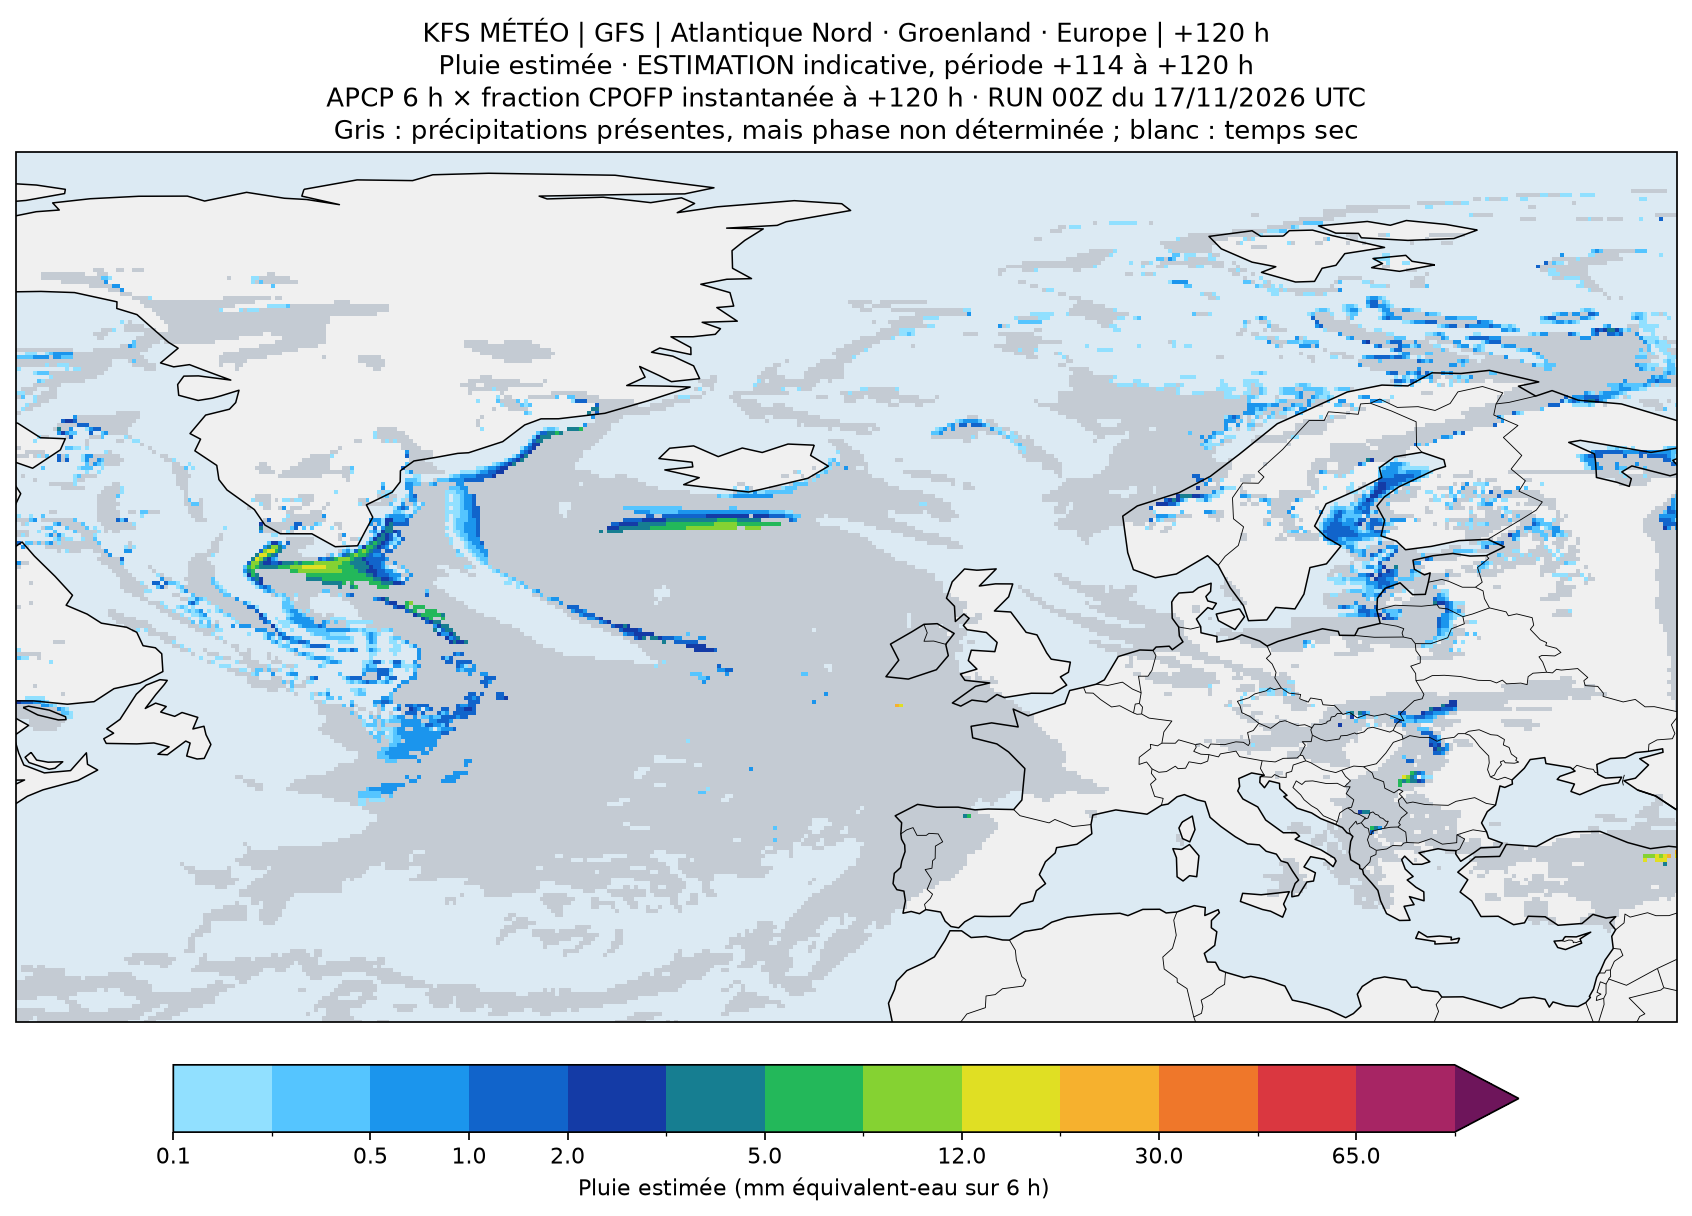 KFS MÉTÉO | GFS | Atlantique Nord · Groenland · Europe | +120 h
Pluie estimée · ESTIMATION indicative, période +114 à +120 h
APCP 6 h × fraction CPOFP instantanée à +120 h · RUN 00Z du 17/11/2026 UTC
Gris : précipitations présentes, mais phase non déterminée ; blanc : temps sec
0.1 0.5 1.0 2.0 5.0 12.0 30.0 65.0
Pluie estimée (mm équivalent-eau sur 6 h)